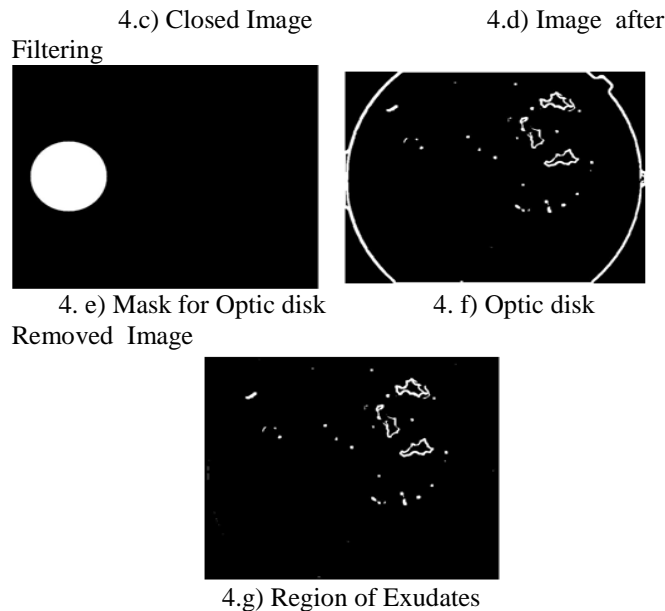 4.c) Closed Image 4.d) Image after
Filtering
4. e) Mask for Optic disk 4. f) Optic disk
Removed Image
4.g) Region of Exudates